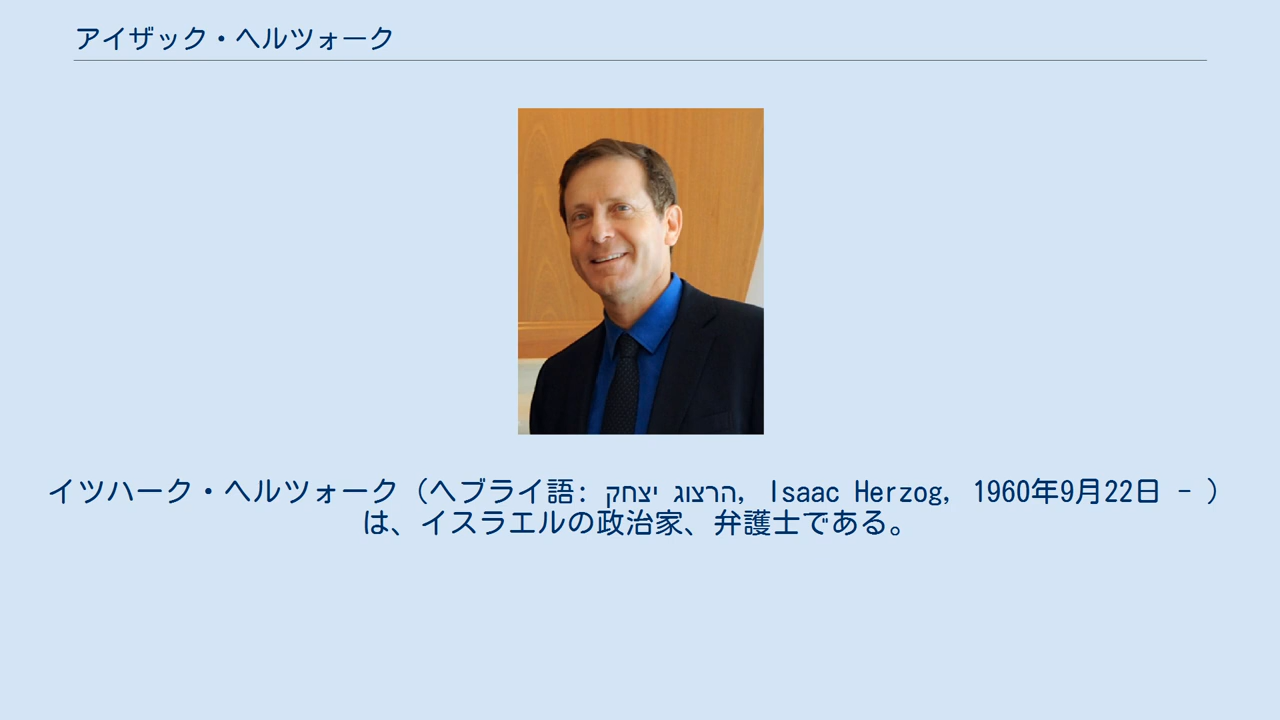 アイザック・ヘルツォーク
イツハーク・ヘルツォーク（ヘブライ語: יצחק הרצוג, Isaac Herzog, 1960年9月22日 - ）
は、イスラエルの政治家、弁護士である。